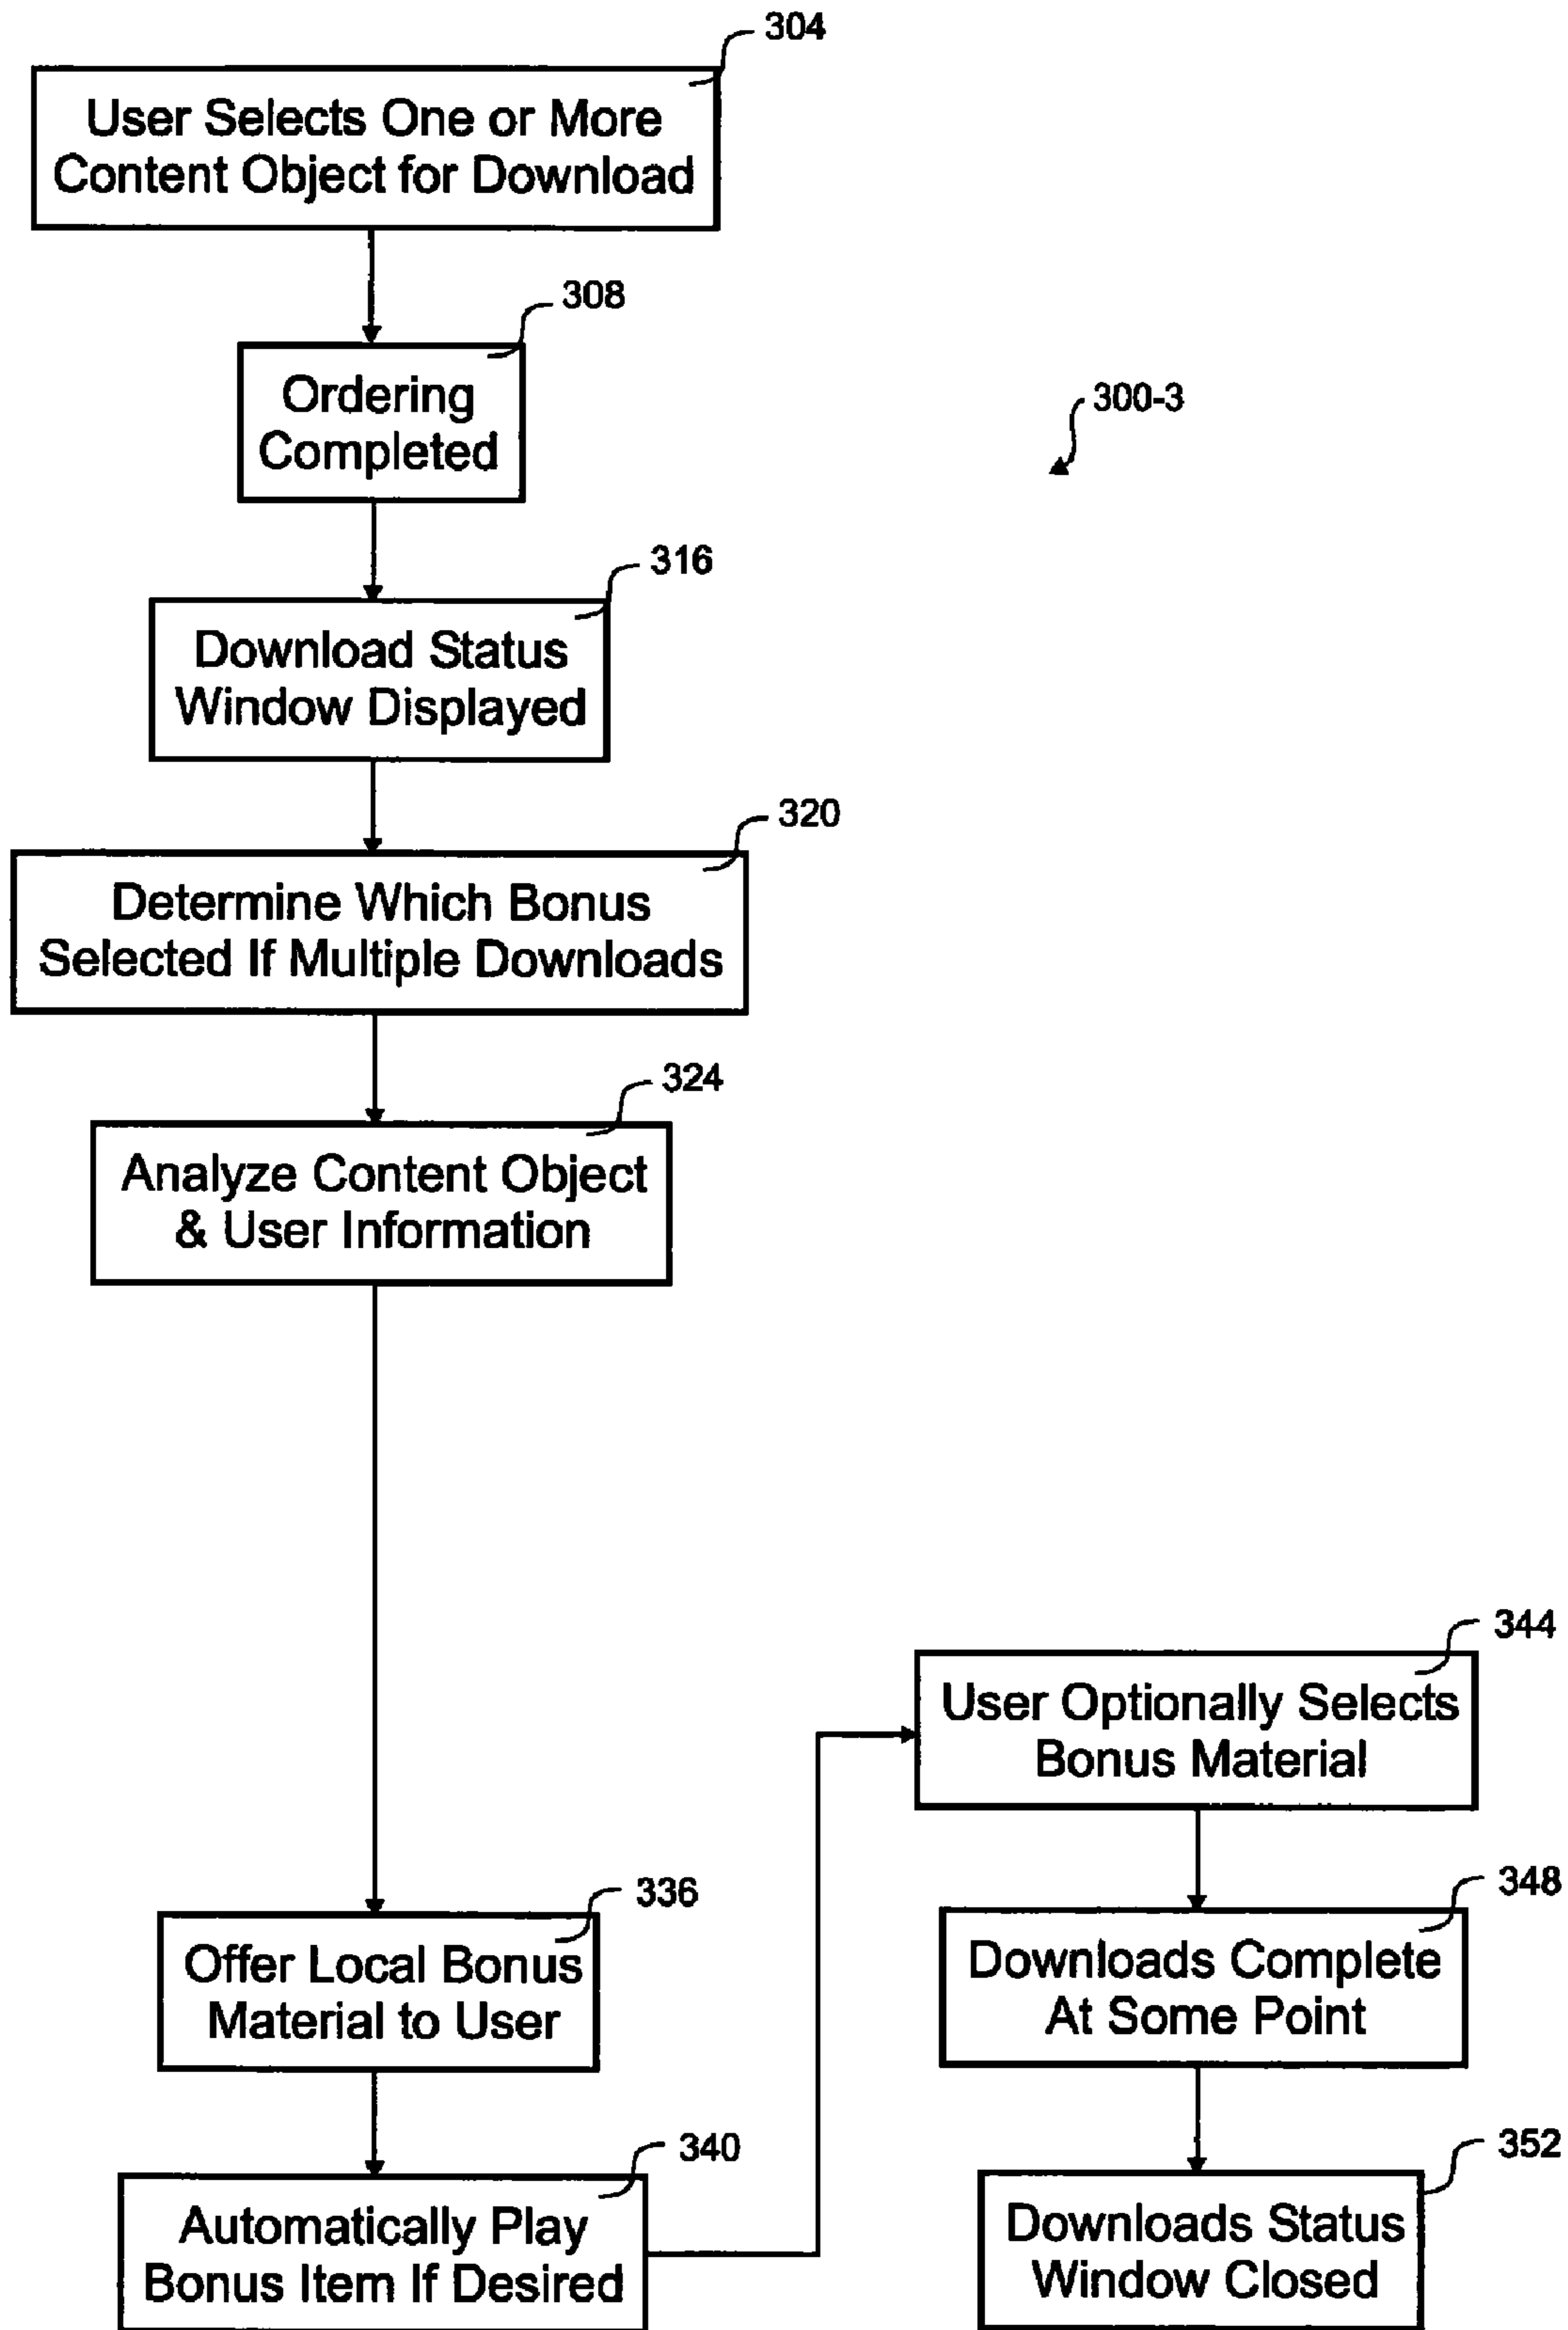 304
User Selects One or More
Content Object for Download
308
Ordering
Completed
300-3
316
Download Status
Window Displayed
320
Determine Which Bonus
Selected If Multiple Downloads
324
Analyze Content Object
& User Information
336
Offer Local Bonus
Material to User
340
Automatically Play
Bonus Item If Desired
344
User Optionally Selects
Bonus Material
348
Downloads Complete
At Some Point
352
Downloads Status
Window Closed